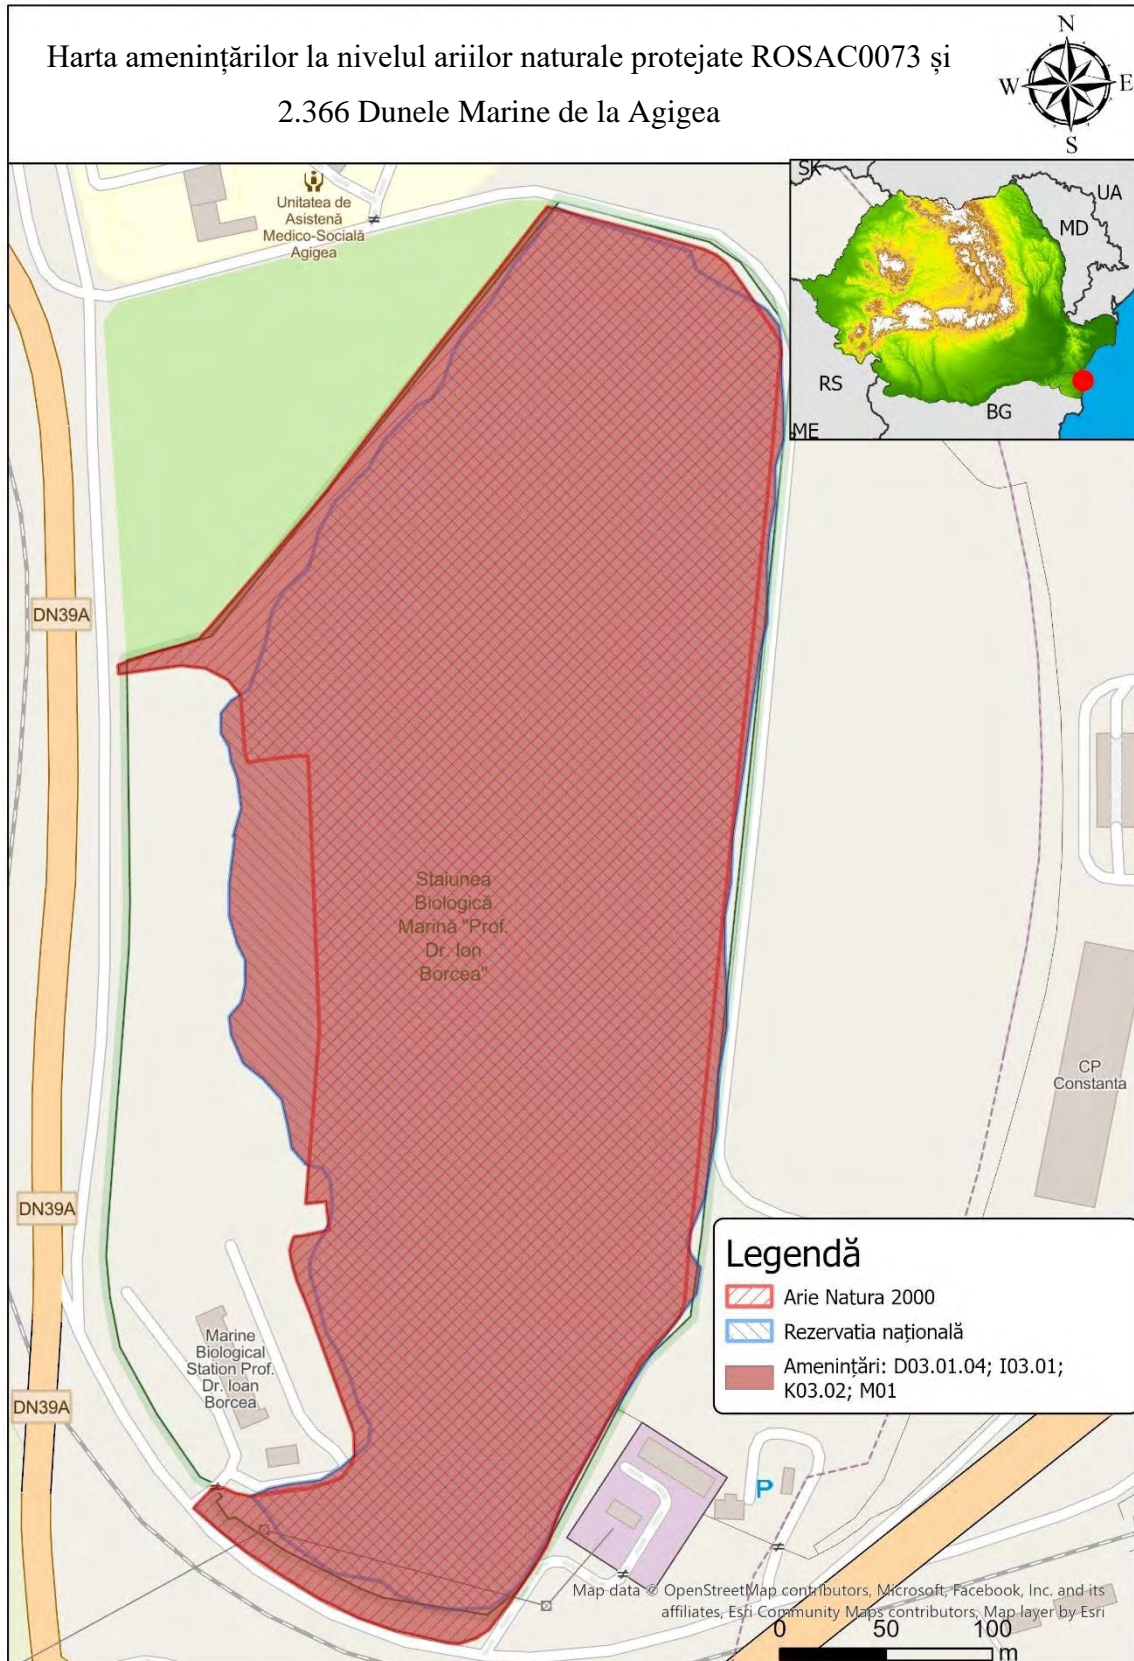 Harta amenințărilor la nivelul ariilor naturale protejate ROSAC0073 și
2.366 Dunele Marine de la Agigea
N
W
E
S
SK
UA
MD
RS
BG
ME
Unitatea de
Asistenă
Medico-Socială
Agigea
DN39A
Staiunea
Biologică
Marină "Prof.
Dr. Ion
Borcea"
CP
Constanta
DN39A
Marine
Biological
Station Prof.
Dr. Ioan
Borcea
DN39A
Legendă
Arie Natura 2000
Rezervatia națională
Amenințări: D03.01.04; I03.01;
K03.02; M01
P
Map data © OpenStreetMap contributors, Microsoft, Facebook, Inc. and its
affiliates, Esri Community Maps contributors, Map layer by Esri
0 50 100
m